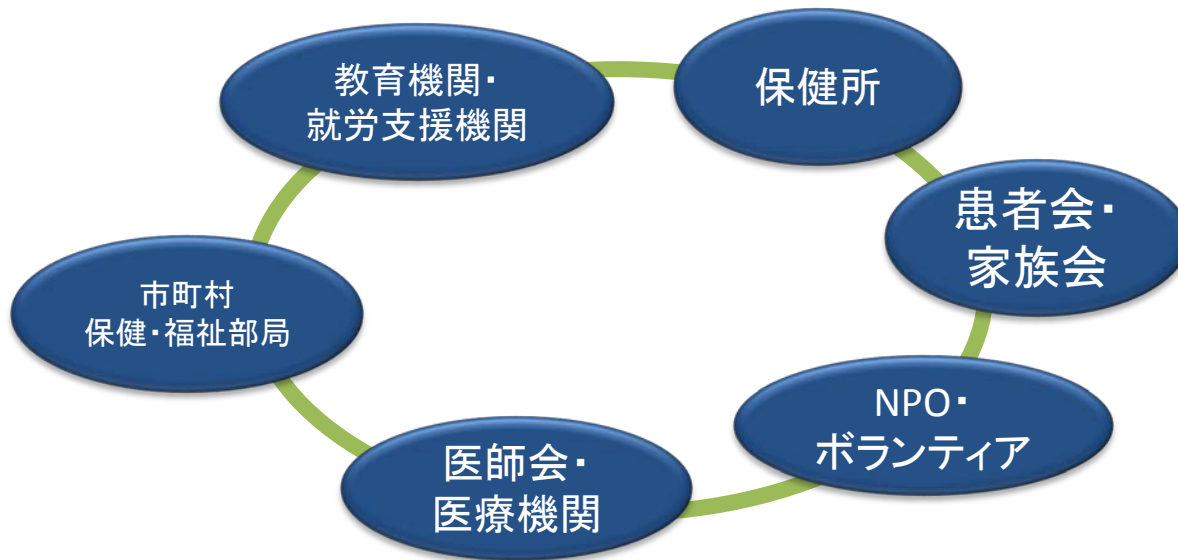 教育機関・
就労支援機関
保健所
患者会・
家族会
市町村
保健・福祉部局
NPO・
ボランティア
医師会・
医療機関